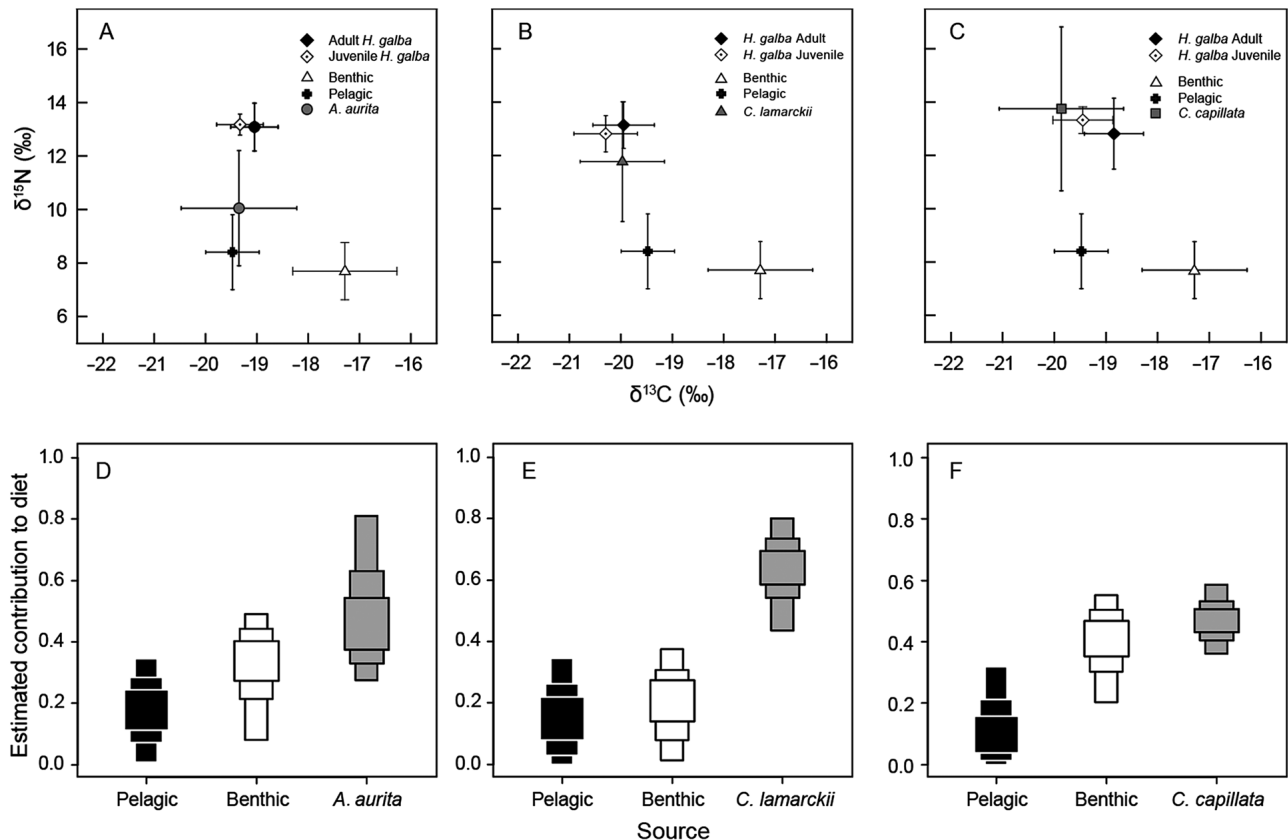 A
Adult H. galba
Juvenile H. galba
Benthic
Pelagic
A. aurita
B
H. galba Adult
H. galba Juvenile
Benthic
Pelagic
C. lamarckii
C
H. galba Adult
H. galba Juvenile
Benthic
Pelagic
C. capillata
δ15N (‰)
16
14
12
10
8
6
–22 –21 –20 –19 –18 –17 –16
–22 –21 –20 –19 –18 –17 –16
–22 –21 –20 –19 –18 –17 –16
δ13C (‰)
Estimated contribution to diet
D
1.0
0.8
0.6
0.4
0.2
0.0
Pelagic Benthic A. aurita
E
1.0
0.8
0.6
0.4
0.2
0.0
Pelagic Benthic C. lamarckii
F
1.0
0.8
0.6
0.4
0.2
0.0
Pelagic Benthic C. capillata
Source